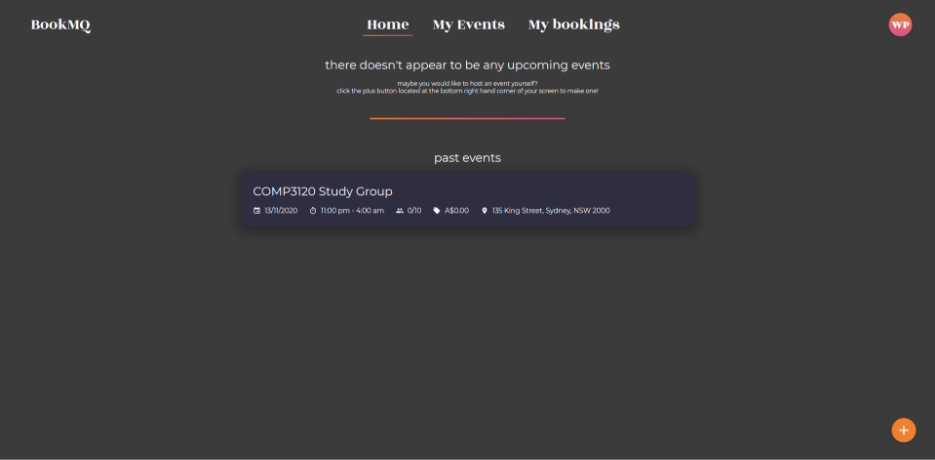 BookMQ
Home My Events My bookings
WP
there doesn't appear to be any upcoming events
maybe you would like to host an event yourself?
click the plus button located at the bottom right hand corner of your screen to make one!
past events
COMP3120 Study Group
13/11/2020 11:00 pm - 4:00 am 0/10 A$0.00 135 King Street, Sydney, NSW 2000
+